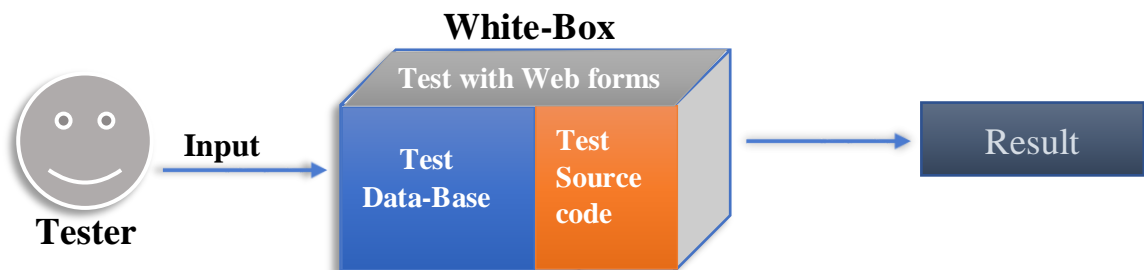 White-Box
Test with Web forms
Input
Test
Data-Base
Test
Source
code
Result
Tester